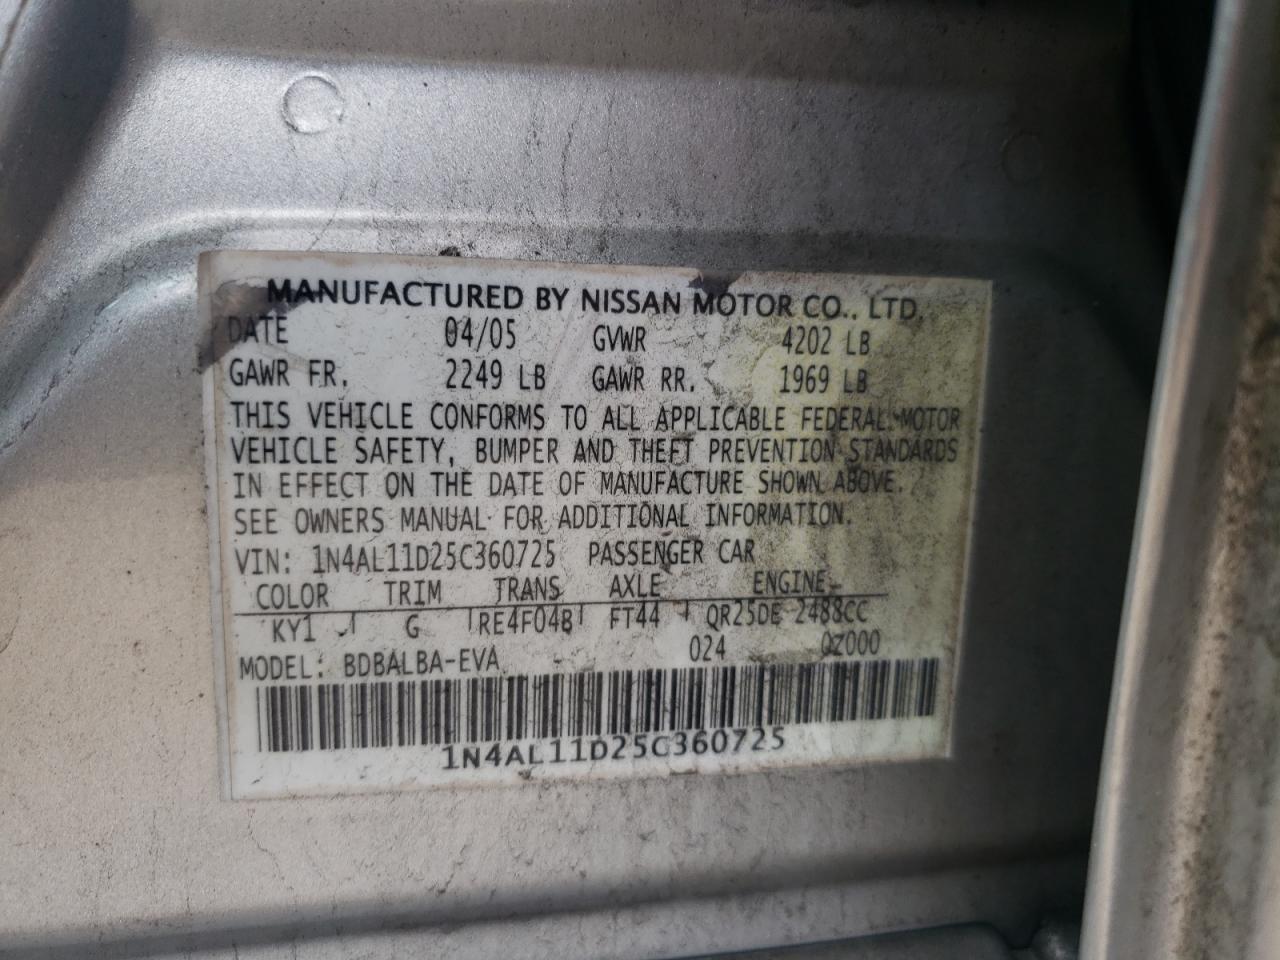 MANUFACTURED BY NISSAN MOTOR CO., LTD.
DATE 04/05 GVWR 4202 LB
GAWR FR. 2249 LB GAWR RR. 1969 LB
THIS VEHICLE CONFORMS TO ALL APPLICABLE FEDERAL MOTOR
VEHICLE SAFETY, BUMPER AND THEFT PREVENTION STANDARDS
IN EFFECT ON THE DATE OF MANUFACTURE SHOWN ABOVE.
SEE OWNERS MANUAL FOR ADDITIONAL INFORMATION.
VIN: 1N4AL11D25C360725 PASSENGER CAR
COLOR TRIM TRANS AXLE ENGINE
KY1 G RE4F04B FT44 QR25DE 2488CC
MODEL: BDBALBA-EVA 024 0Z000
1N4AL11D25C360725